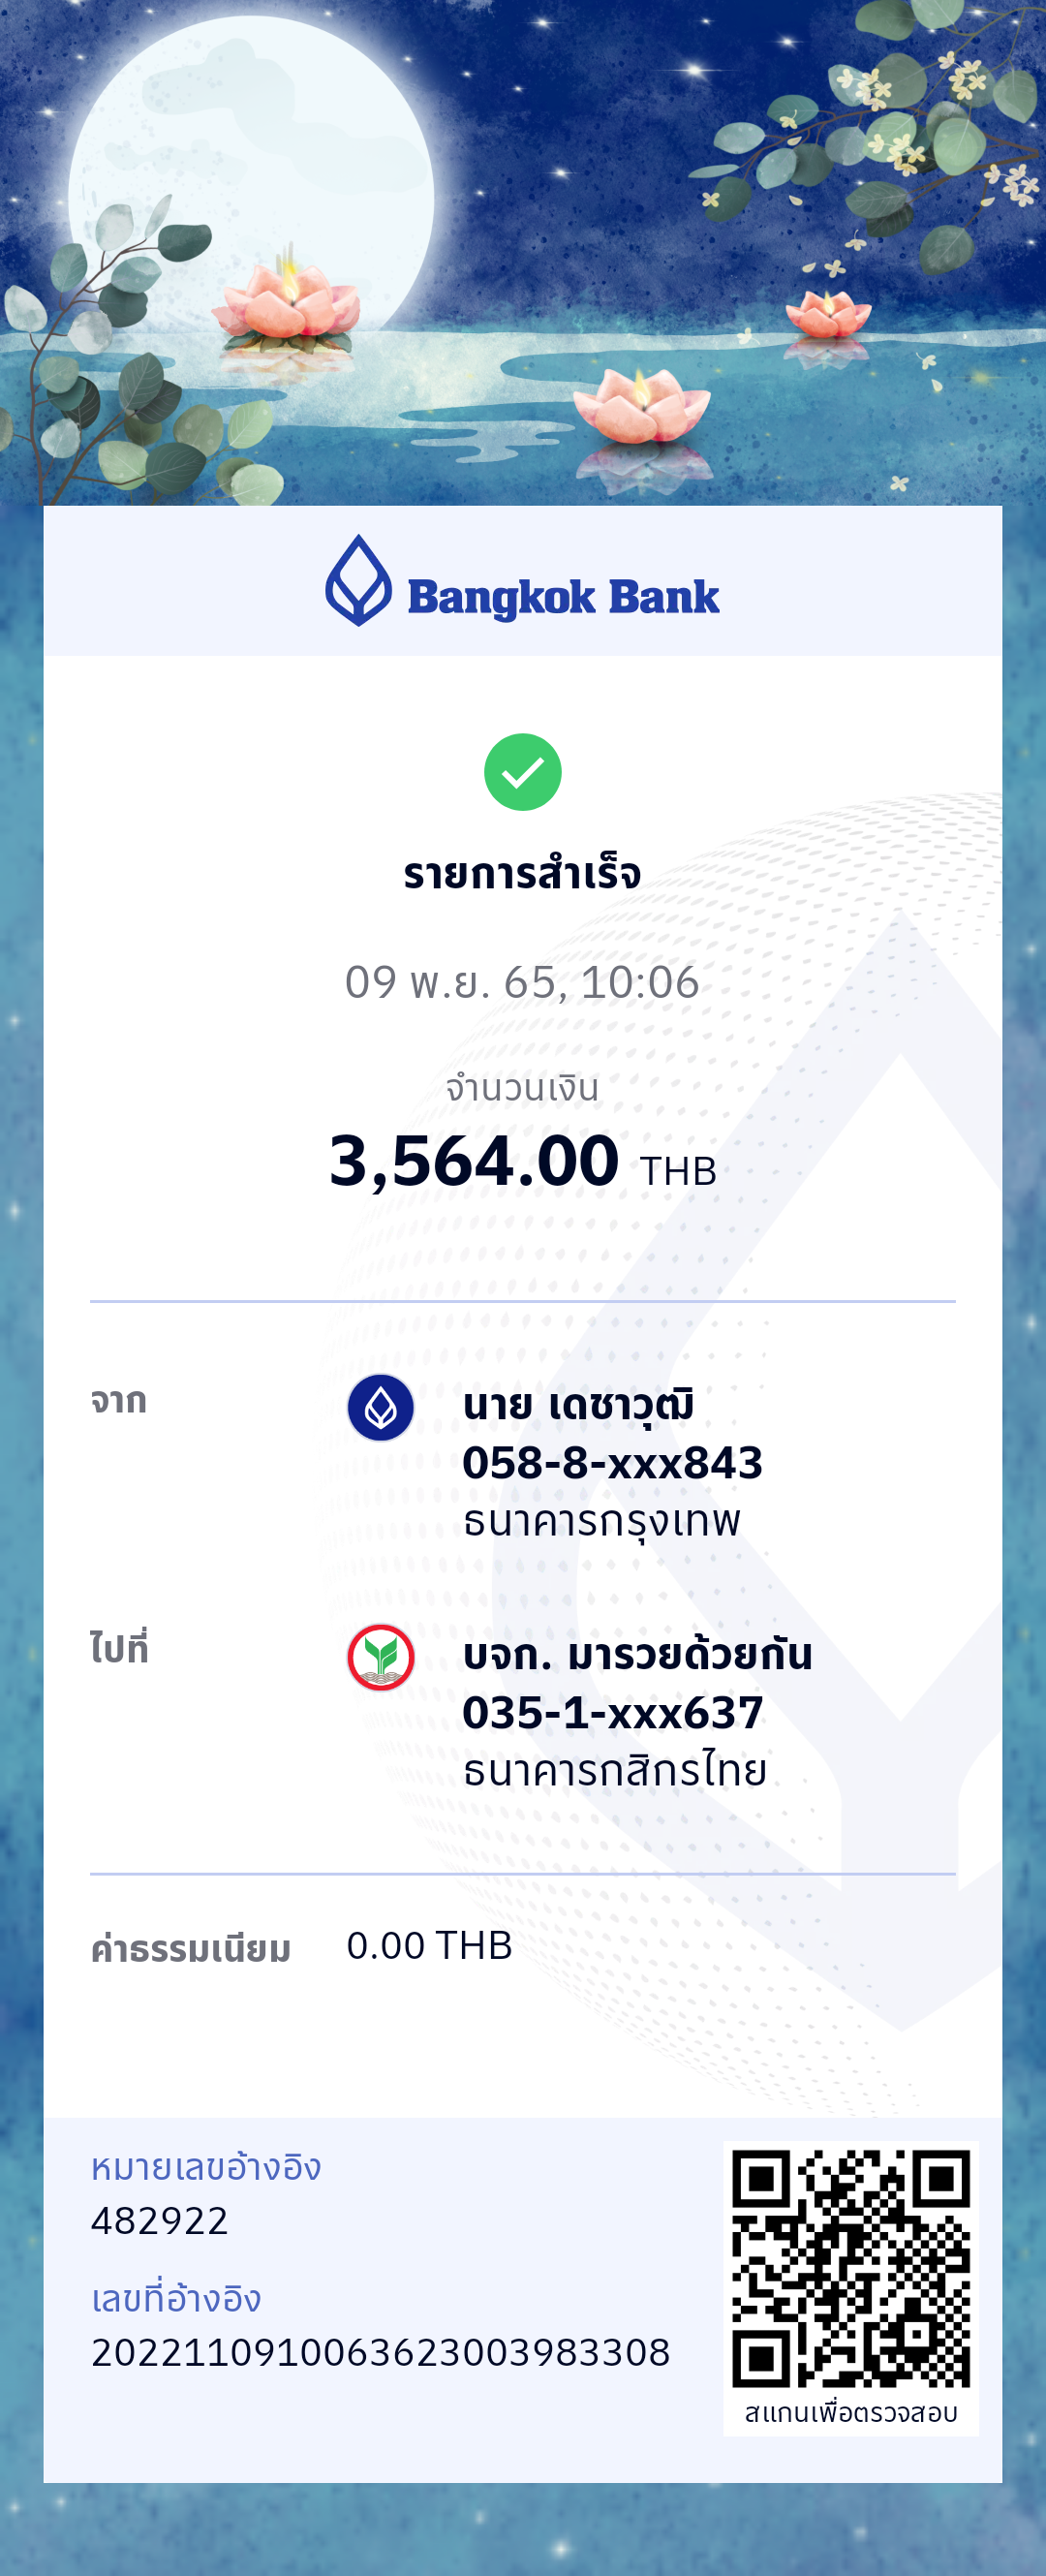 Bangkok Bank
รายการสำเร็จ
09 พ.ย. 65, 10:06
จำนวนเงิน
3,564.00 THB
จาก
นาย เดชาวุฒิ
058-8-xxx843
ธนาคารกรุงเทพ
ไปที่
บจก. มารวยด้วยกัน
035-1-xxx637
ธนาคารกสิกรไทย
ค่าธรรมเนียม 0.00 THB
หมายเลขอ้างอิง
482922
เลขที่อ้างอิง
2022110910063623003983308
สแกนเพื่อตรวจสอบ